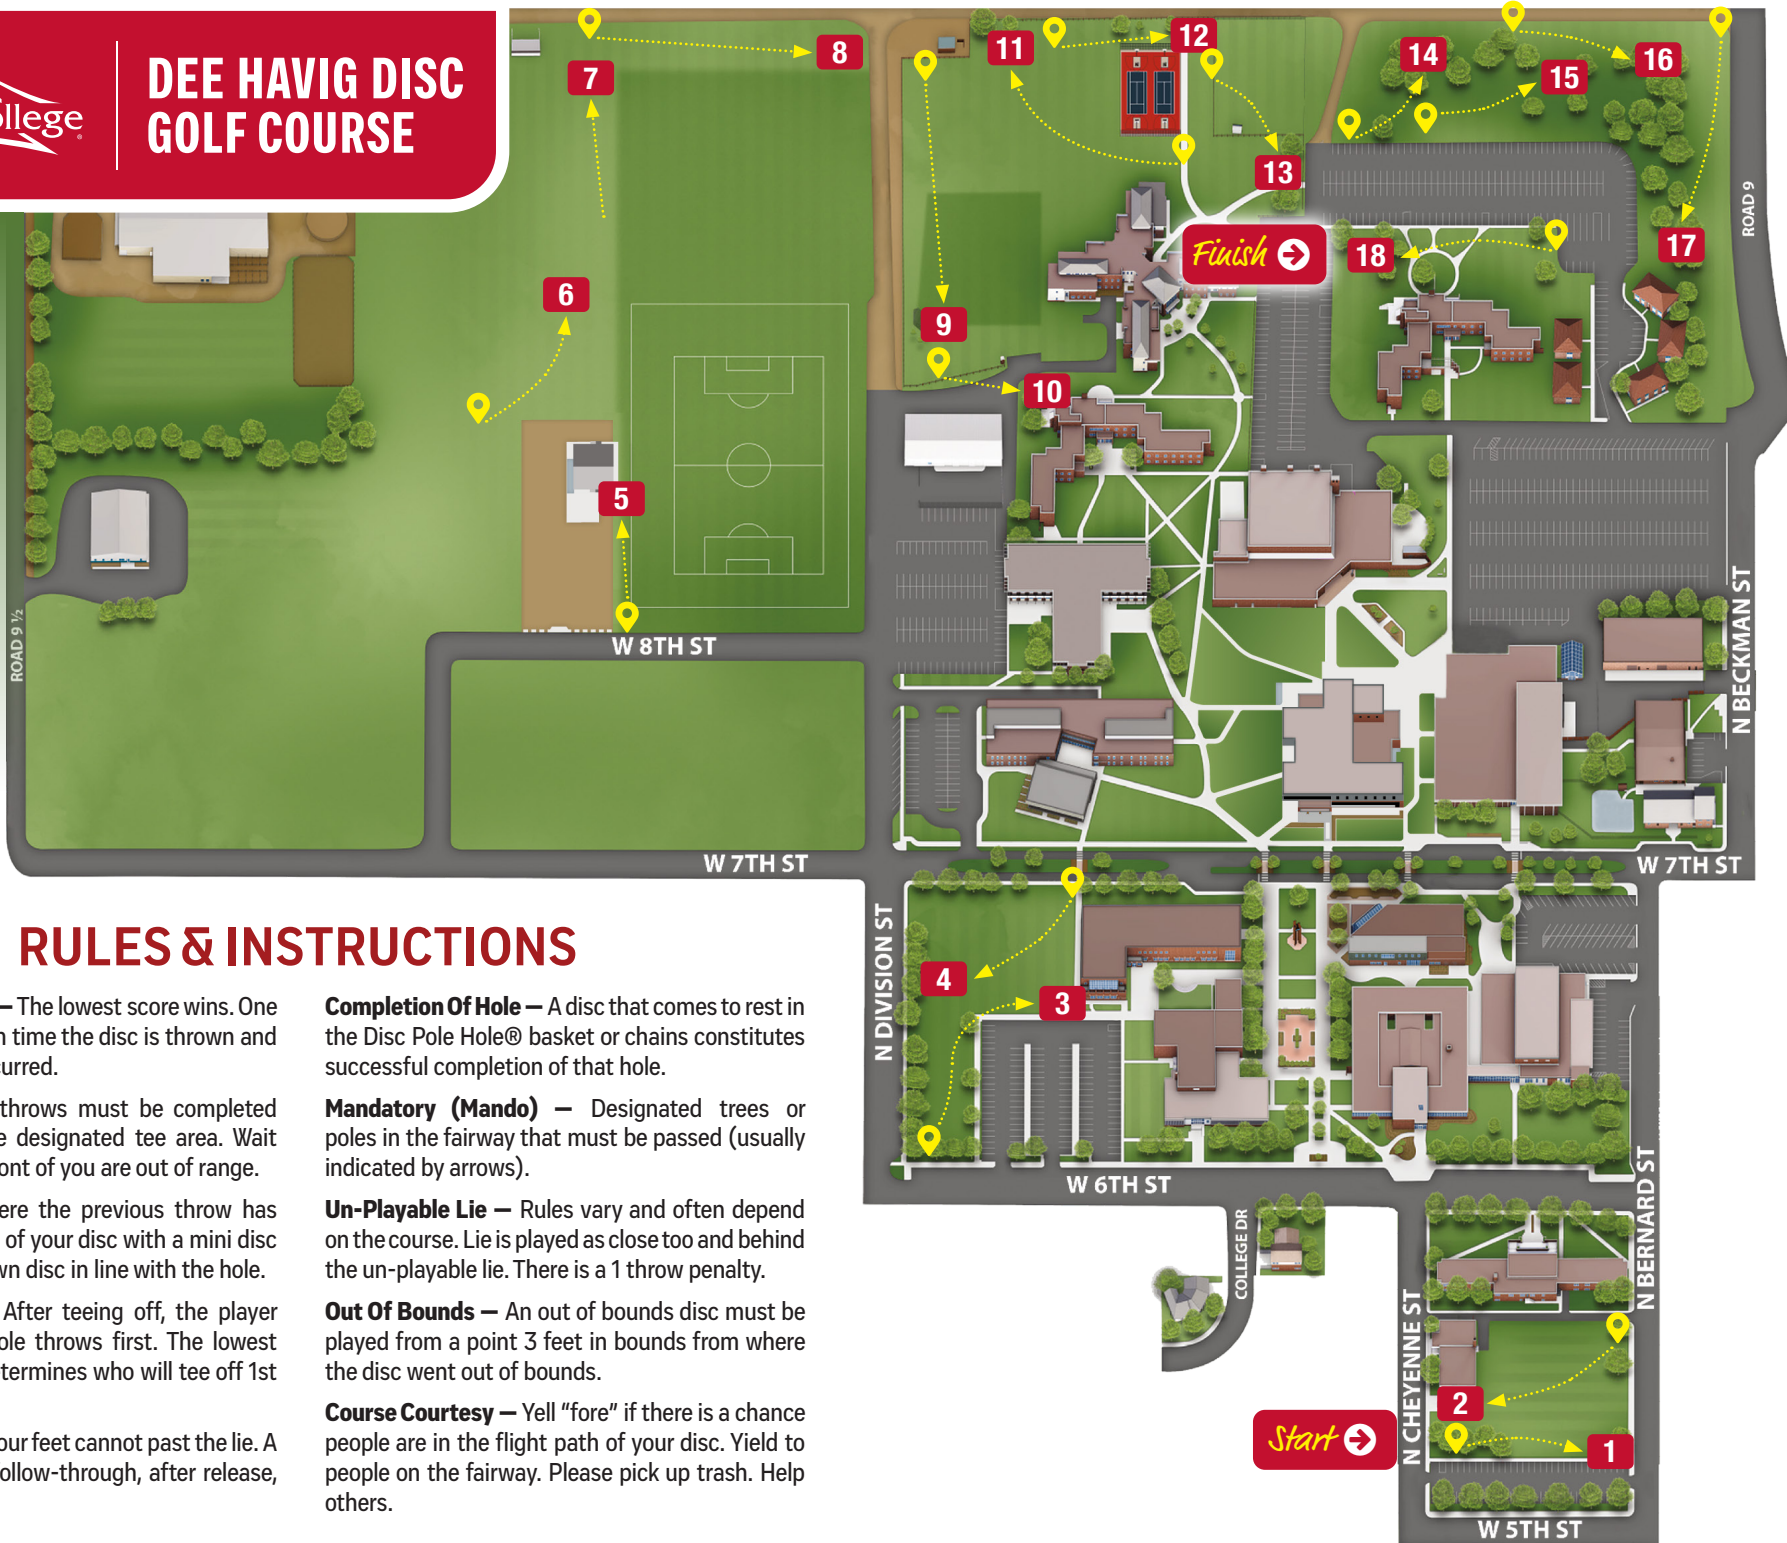 DEE HAVIG DISC
GOLF COURSE
8
7
6
5
11
12
13
9
10
14
15
16
17
18
Finish
ROAD 9
ROAD 9 ½
W 8TH ST
N BECKMAN ST
W 7TH ST
W 7TH ST
N DIVISION ST
4
3
W 6TH ST
COLLEGE DR
N CHEYENNE ST
N BERNARD ST
2
1
Start
W 5TH ST
RULES & INSTRUCTIONS
— The lowest score wins. One
time the disc is thrown and
throws must be completed
designated tee area. Wait
of you are out of range.
the previous throw has
of your disc with a mini disc
disc in line with the hole.
After teeing off, the player
throws first. The lowest
who will tee off 1st
feet cannot past the lie. A
follow-through, after release,
Completion Of Hole — A disc that comes to rest in
the Disc Pole Hole® basket or chains constitutes
successful completion of that hole.
Mandatory (Mando) — Designated trees or
poles in the fairway that must be passed (usually
indicated by arrows).
Un-Playable Lie — Rules vary and often depend
on the course. Lie is played as close too and behind
the un-playable lie. There is a 1 throw penalty.
Out Of Bounds — An out of bounds disc must be
played from a point 3 feet in bounds from where
the disc went out of bounds.
Course Courtesy — Yell “fore” if there is a chance
people are in the flight path of your disc. Yield to
people on the fairway. Please pick up trash. Help
others.